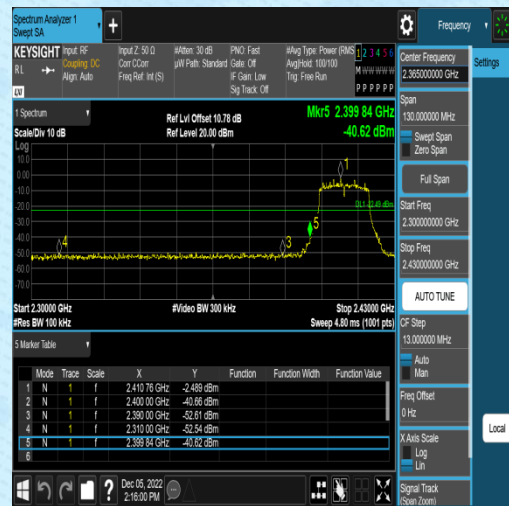 Spectrum Analyzer 1
Swept SA
+
Frequency
KEYSIGHT
RL
Input: RF
Coupling: DC
Align: Auto
Input Z: 50 Ω
Corr CCorr
Freq Ref: Int (S)
#Atten: 30 dB
µW Path: Standard
PNO: Fast
Gate: Off
IF Gain: Low
Sig Track: Off
#Avg Type: Power (RMS
Avg|Hold: 100/100
Trig: Free Run
1 2 3 4 5 6
M W W W W W
P P P P P P
1 Spectrum
Scale/Div 10 dB
Ref Lvl Offset 10.78 dB
Ref Level 20.00 dBm
Mkr5 2.399 84 GHz
-40.62 dBm
Log
10.0
0.00
-10.0
-20.0
-30.0
-40.0
-50.0
-60.0
-70.0
1
DL1 -22.49 dBm
5
4
3
Start 2.30000 GHz
#Res BW 100 kHz
#Video BW 300 kHz
Stop 2.43000 GHz
Sweep 4.80 ms (1001 pts)
5 Marker Table
Mode Trace Scale X Y Function Function Width Function Value
1 N 1 f 2.410 76 GHz -2.489 dBm
2 N 1 f 2.400 00 GHz -40.66 dBm
3 N 1 f 2.390 00 GHz -52.61 dBm
4 N 1 f 2.310 00 GHz -52.54 dBm
5 N 1 f 2.399 84 GHz -40.62 dBm
6
Dec 05, 2022
2:16:00 PM
Center Frequency
2.365000000 GHz
Settings
Span
130.000000 MHz
Swept Span
Zero Span
Full Span
Start Freq
2.300000000 GHz
Stop Freq
2.430000000 GHz
AUTO TUNE
CF Step
13.000000 MHz
Auto
Man
Freq Offset
0 Hz
Local
X Axis Scale
Log
Lin
Signal Track
(Span Zoom)